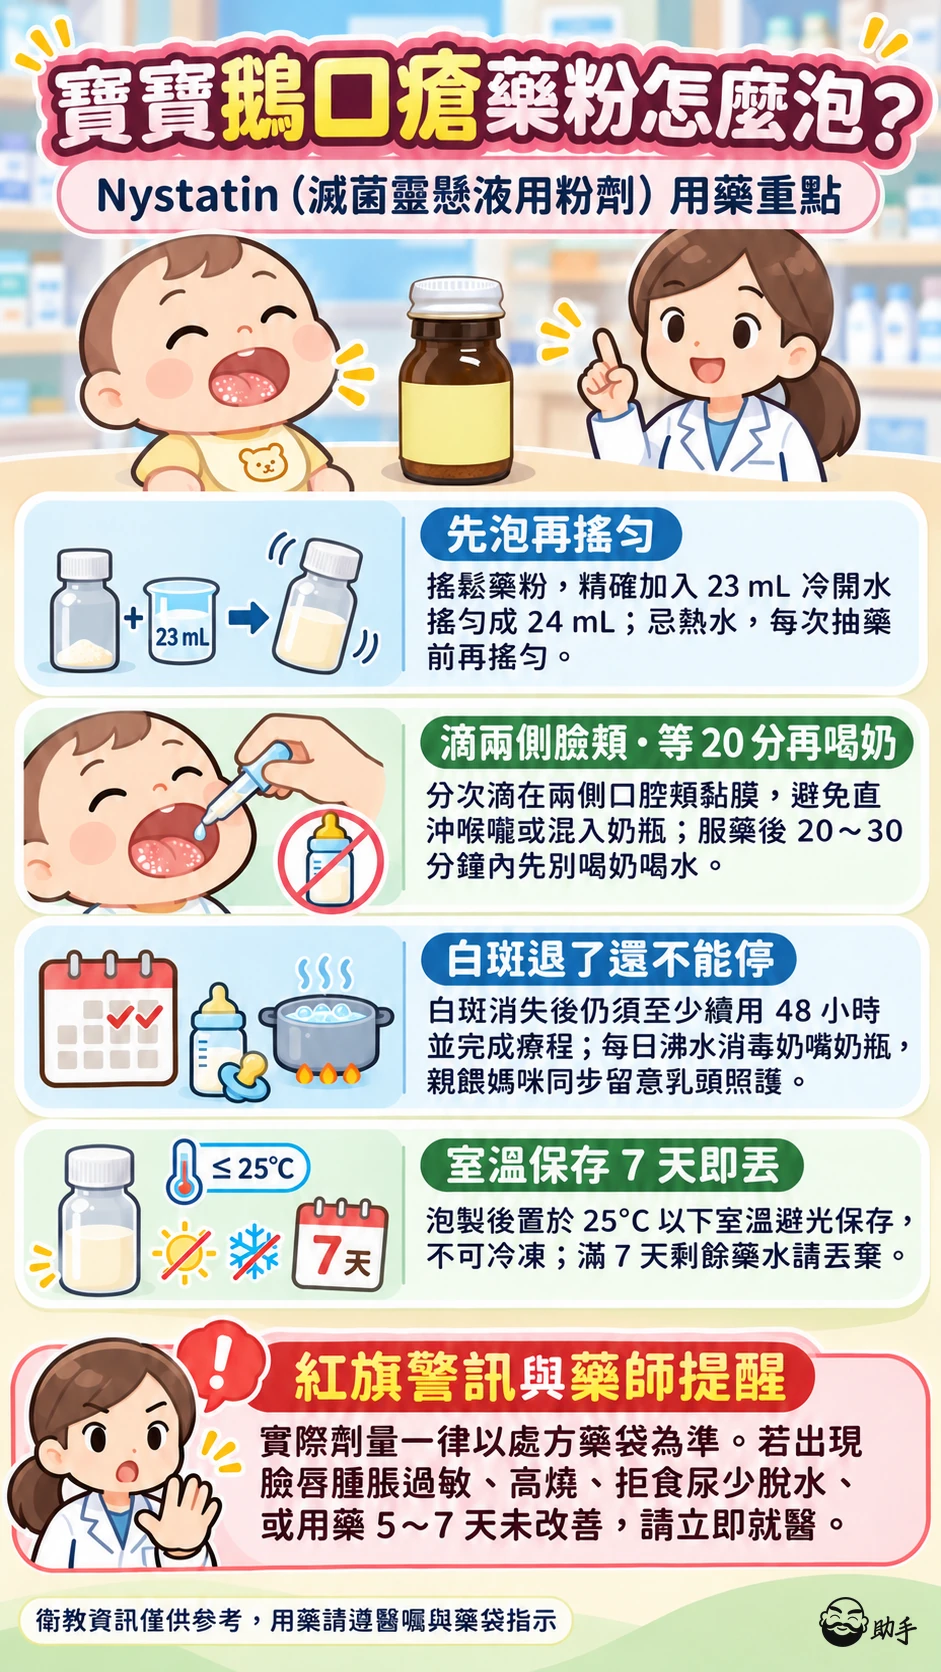 寶寶鵝口瘡藥粉怎麼泡?
Nystatin（滅菌靈懸液用粉劑）用藥重點
23 mL
先泡再搖勻
搖鬆藥粉，精確加入 23 mL 冷開水
搖勻成 24 mL；忌熱水，每次抽藥
前再搖勻。
滴兩側臉頰・等 20 分再喝奶
分次滴在兩側口腔頰黏膜，避免直
沖喉嚨或混入奶瓶；服藥後 20～30
分鐘內先別喝奶喝水。
白斑退了還不能停
白斑消失後仍須至少續用 48 小時
並完成療程；每日沸水消毒奶嘴奶瓶，
親餵媽咪同步留意乳頭照護。
≤ 25°C
7天
室溫保存 7 天即丟
泡製後置於 25°C 以下室溫避光保存，
不可冷凍；滿 7 天剩餘藥水請丟棄。
!
紅旗警訊與藥師提醒
實際劑量一律以處方藥袋為準。若出現
臉唇腫脹過敏、高燒、拒食尿少脫水、
或用藥 5～7 天未改善，請立即就醫。
衛教資訊僅供參考，用藥請遵醫囑與藥袋指示
助手